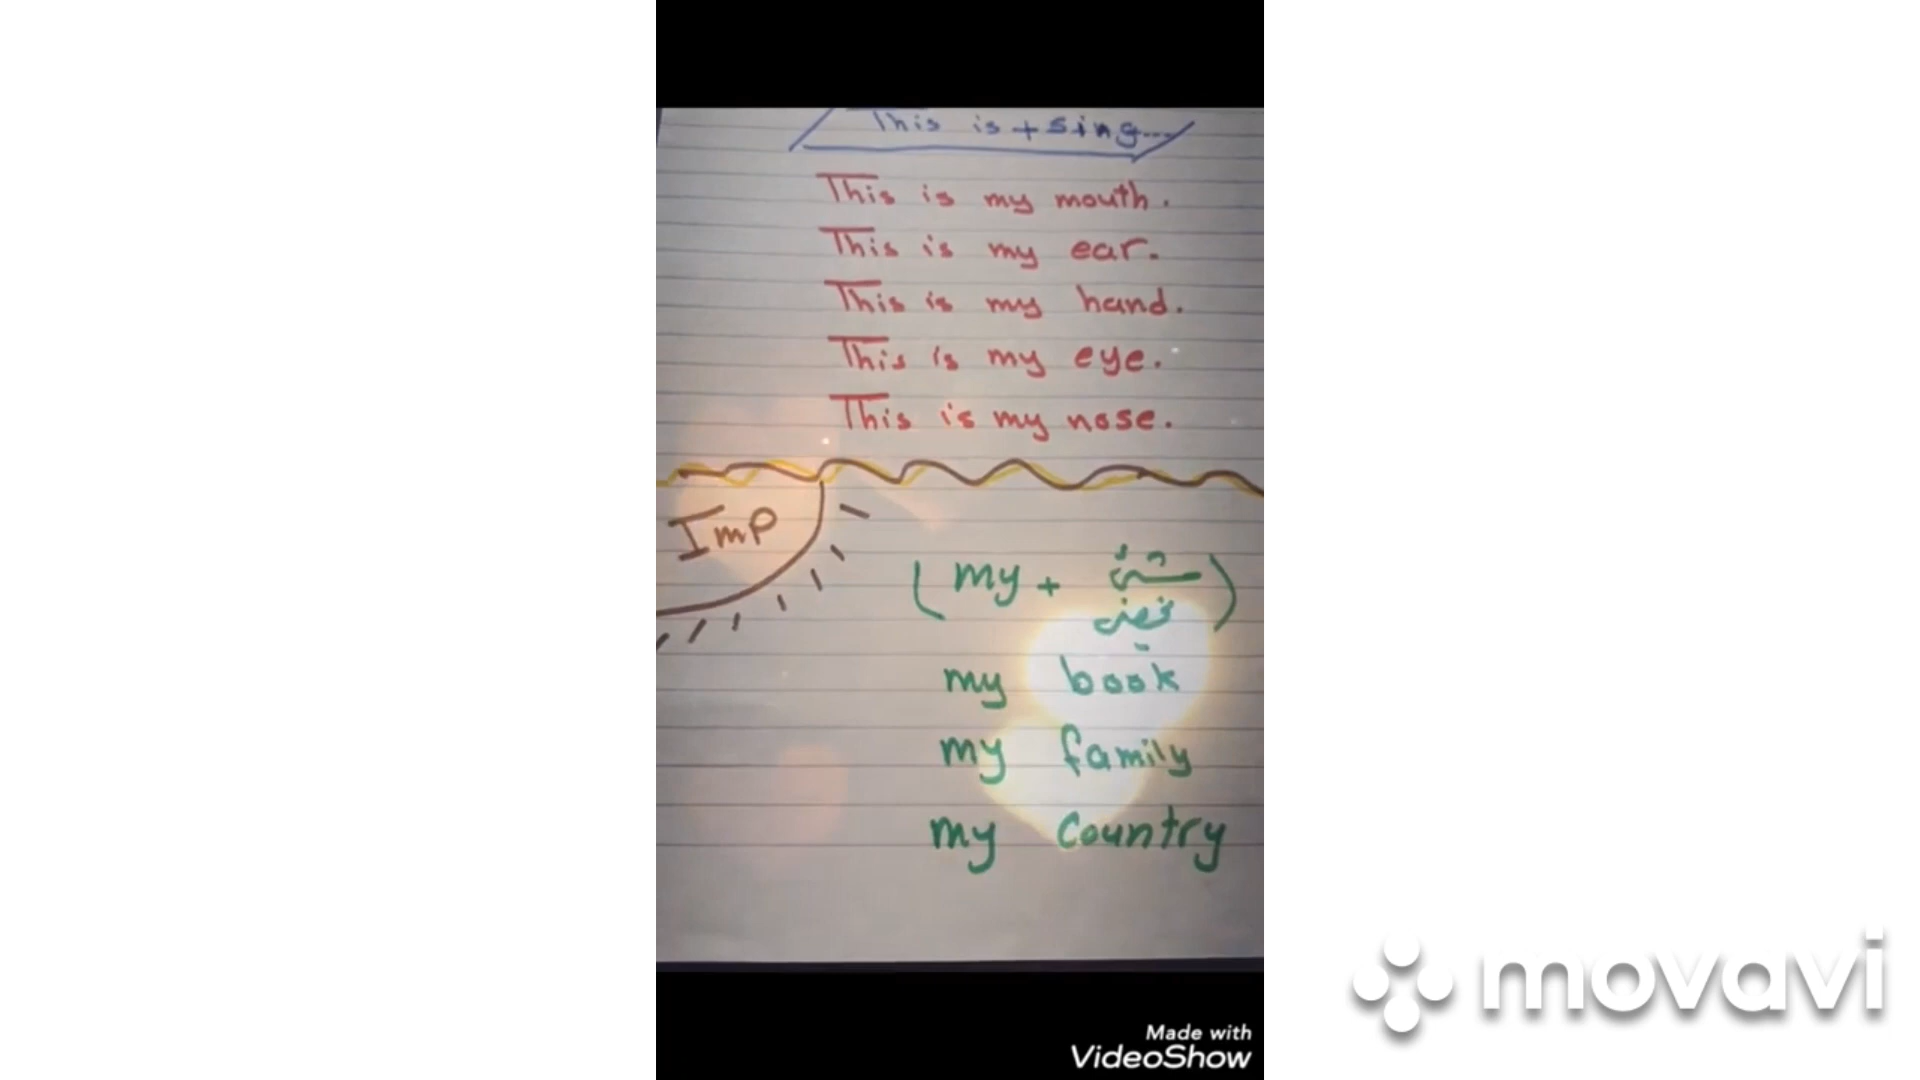 This is + sing...
This is my mouth.
This is my ear.
This is my hand.
This is my eye.
This is my nose.
Imp
(my + شئ
يخصني)
my book
my family
my country
Made with
VideoShow
movavi